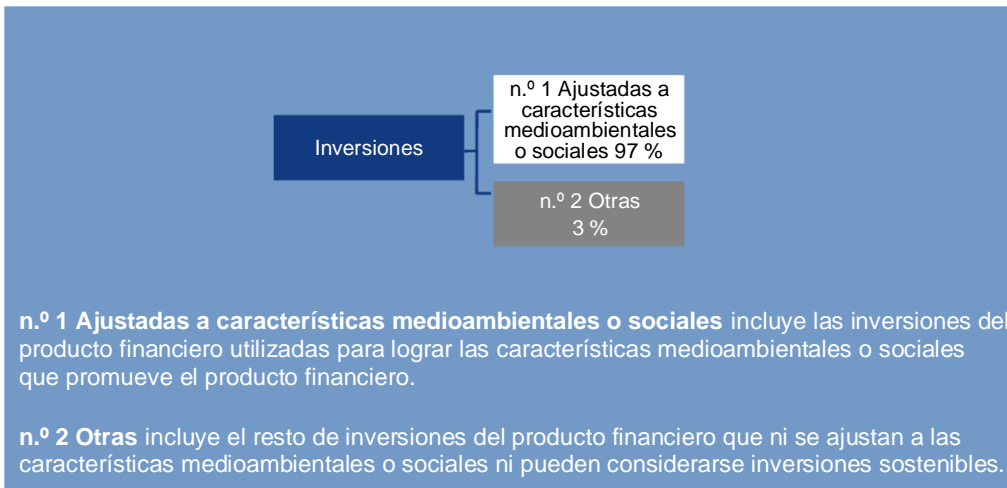 Inversiones
n.º 1 Ajustadas a
características
medioambientales
o sociales 97 %
n.º 2 Otras
3 %
n.º 1 Ajustadas a características medioambientales o sociales incluye las inversiones del
producto financiero utilizadas para lograr las características medioambientales o sociales
que promueve el producto financiero.
n.º 2 Otras incluye el resto de inversiones del producto financiero que ni se ajustan a las
características medioambientales o sociales ni pueden considerarse inversiones sostenibles.